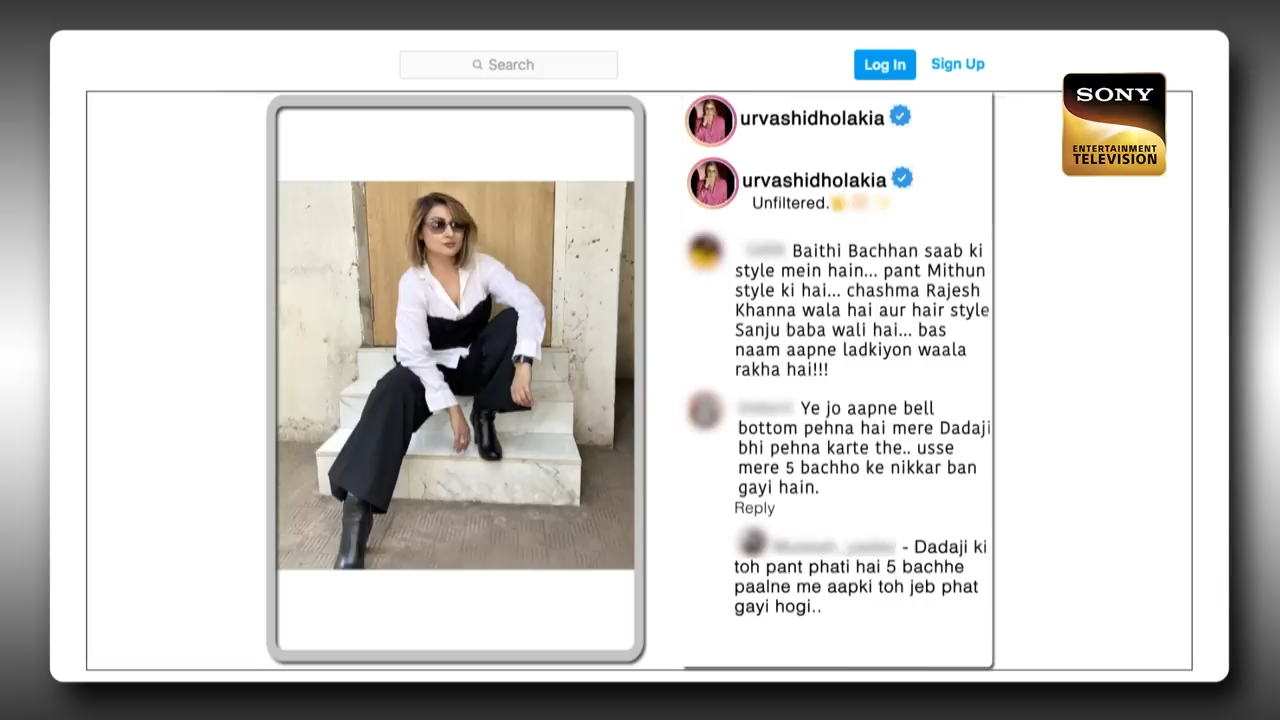 Search
Log In
Sign Up
SONY
ENTERTAINMENT
TELEVISION
urvashidholakia
urvashidholakia
Unfiltered.
Baithi Bachhan saab ki
style mein hain... pant Mithun
style ki hai... chashma Rajesh
Khanna wala hai aur hair style
Sanju baba wali hai... bas
naam aapne ladkiyon waala
rakha hai!!!
Ye jo aapne bell
bottom pehna hai mere Dadaji
bhi pehna karte the.. usse
mere 5 bachho ke nikkar ban
gayi hain.
Reply
- Dadaji ki
toh pant phati hai 5 bachhe
paalne me aapki toh jeb phat
gayi hogi..